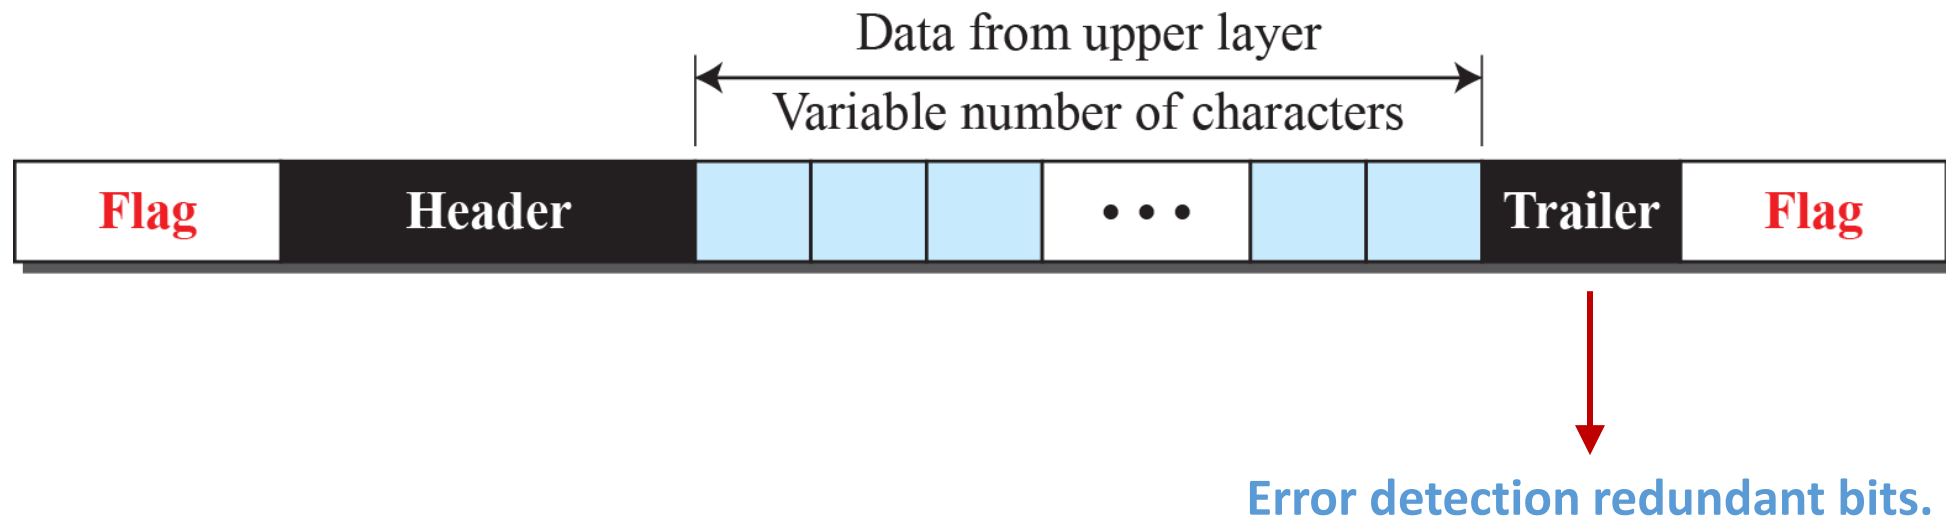 Data from upper layer
Variable number of characters
Flag Header • • • Trailer Flag
Error detection redundant bits.